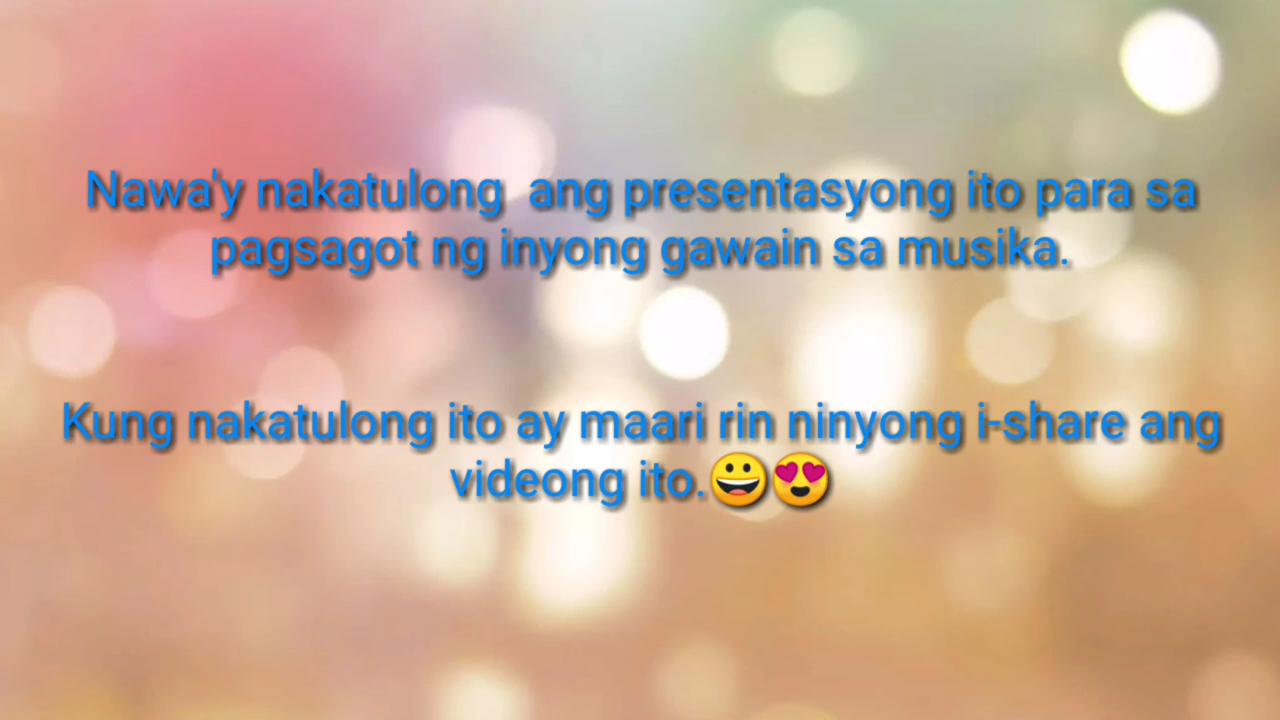 Nawa'y nakatulong  ang presentasyong ito para sa
pagsagot ng inyong gawain sa musika.
Kung nakatulong ito ay maari rin ninyong i-share ang
videong ito.😀😍